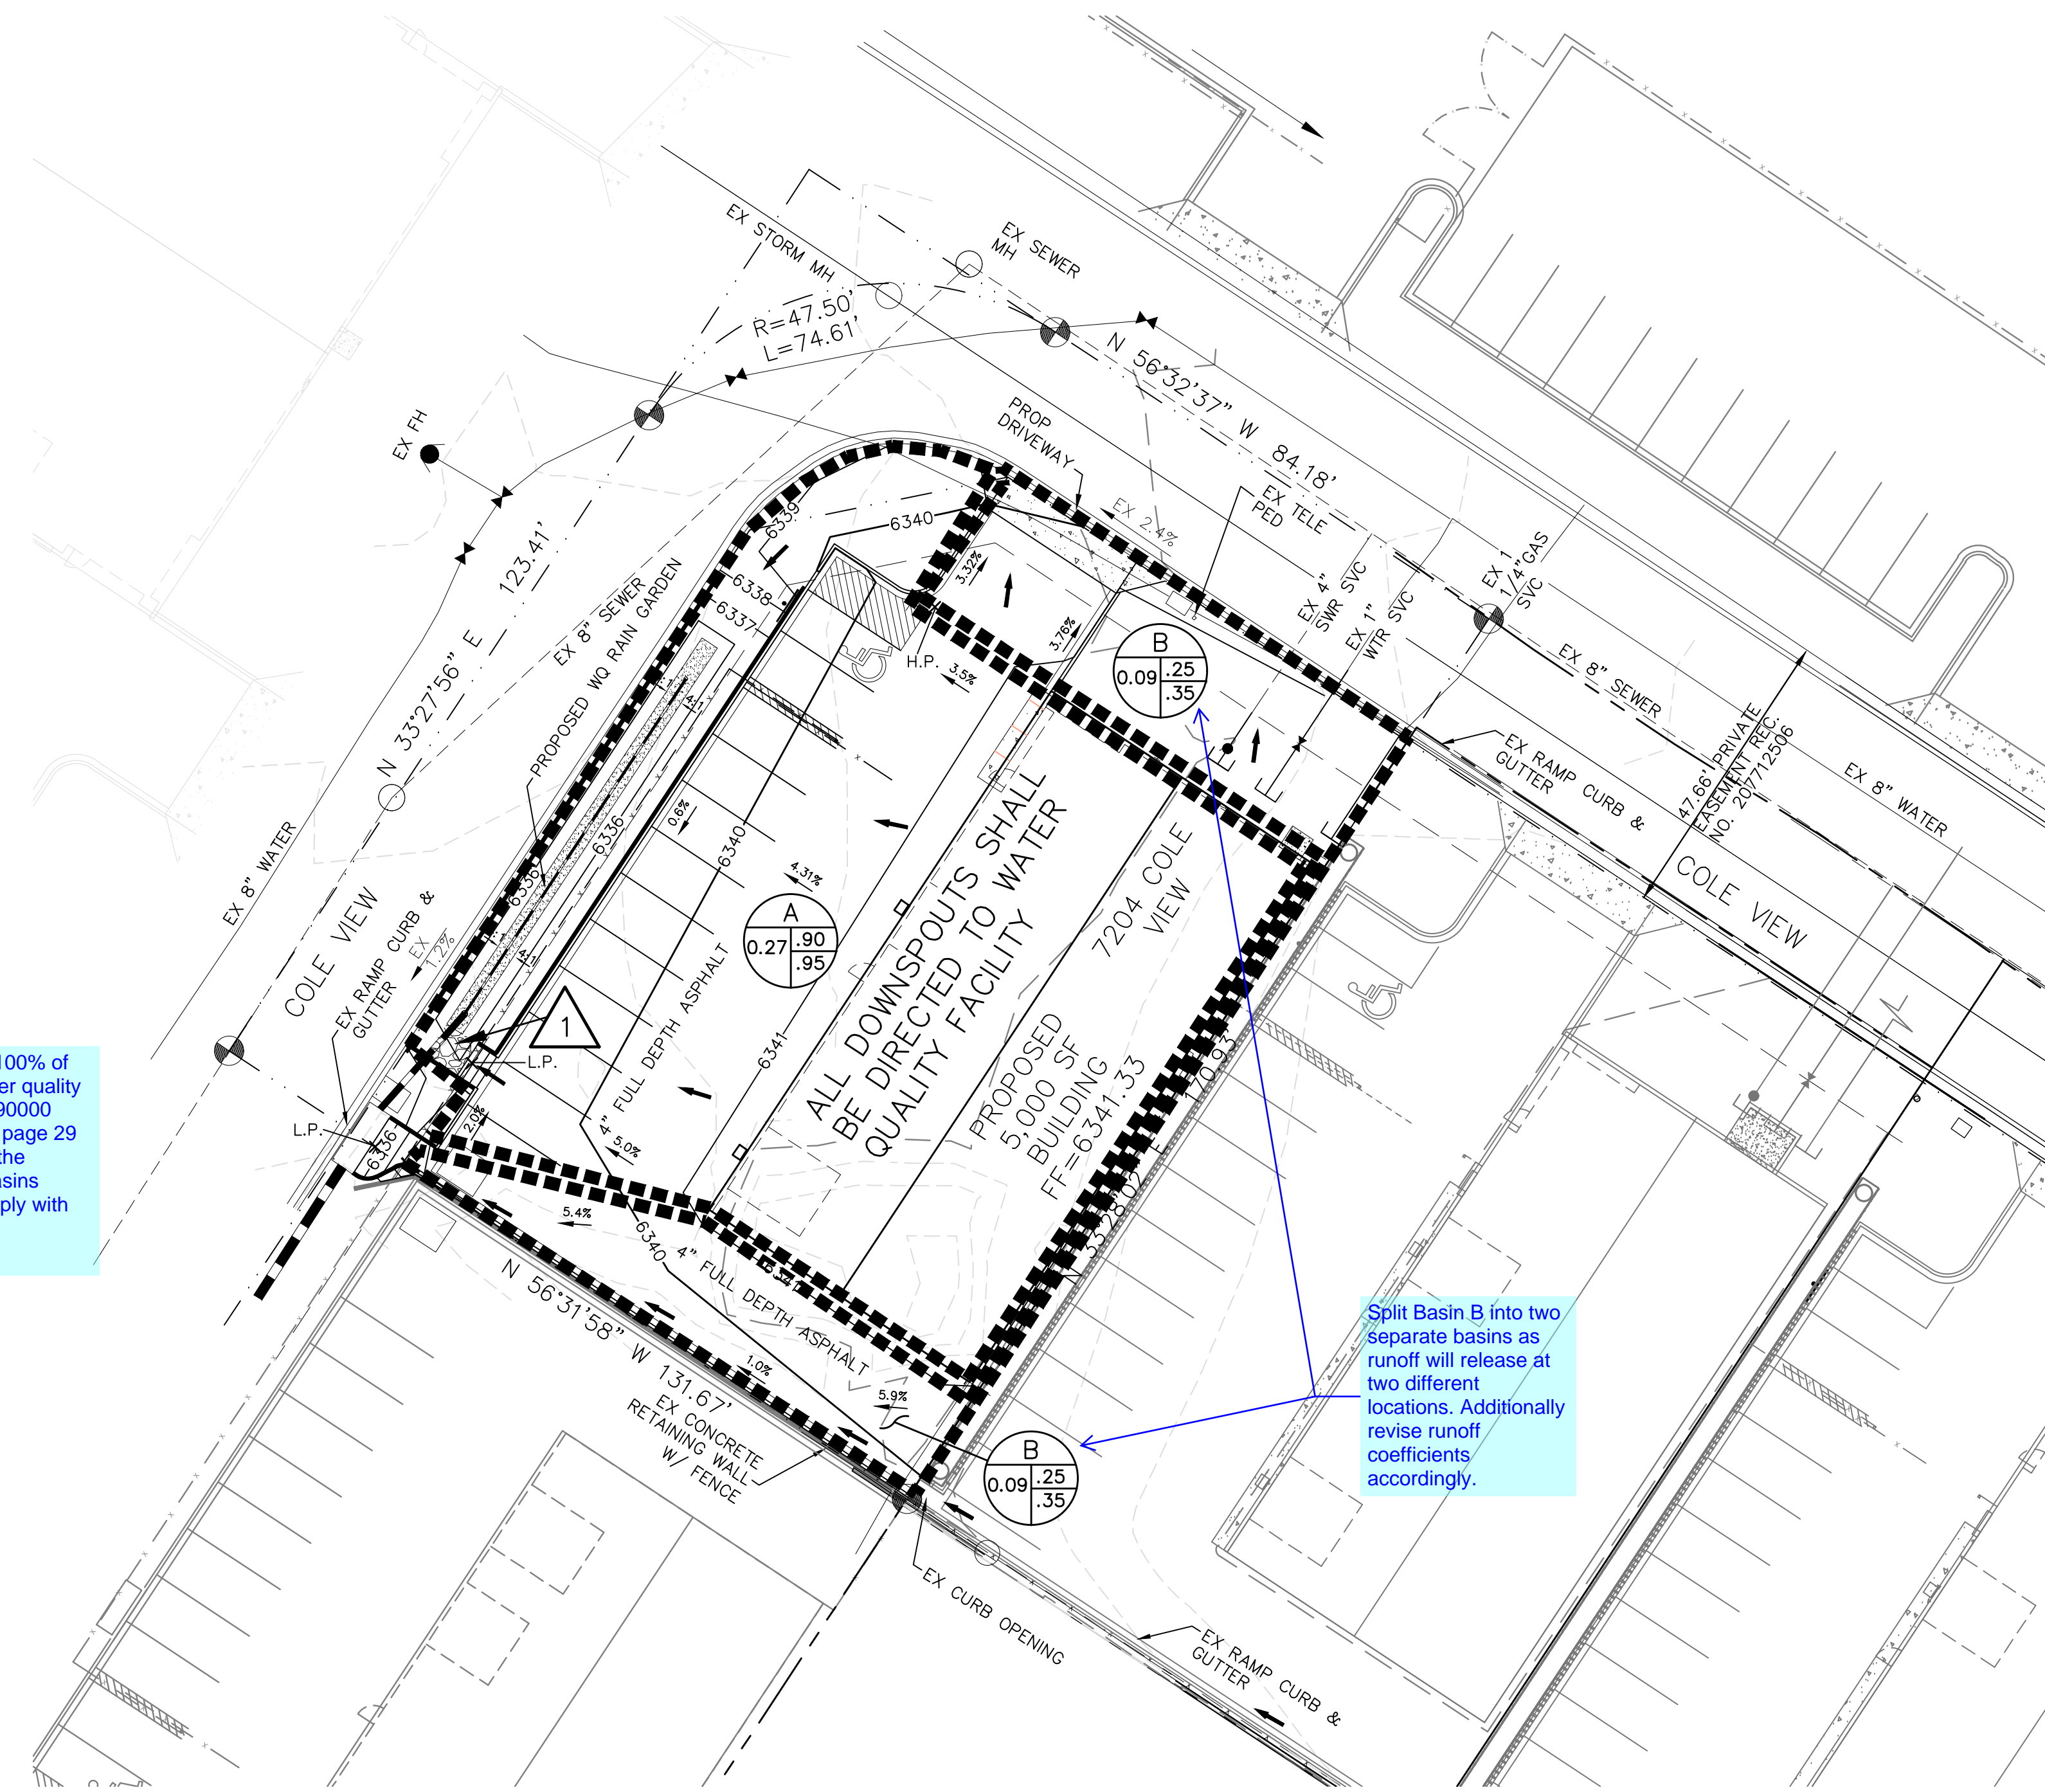 EX STORM MH
EX SEWER
MH
R=47.50'
L=74.61'
N 56°32'37" W 84.18'
EX FH
PROP
DRIVEWAY
EX 2.4%
EX TELE
PED
EX 4"
SWR SVC
EX 1"
WTR SVC
EX 1
1/4"GAS
SVC
EX 8" SEWER
47.66' PRIVATE
EASEMENT REC.
NO. 207712506
EX 8" WATER
COLE VIEW
EX RAMP CURB &
GUTTER
N 33°27'56" E 123.41'
EX 8" SEWER
PROPOSED WQ RAIN GARDEN
6339
6340
6338
6337
3.32%
3.76%
H.P.
3.5%
B
0.09
.25
.35
4:1
0.6%
6336
6336
6340
4.31%
A
0.27
.90
.95
ALL DOWNSPOUTS SHALL
BE DIRECTED TO WATER
QUALITY FACILITY
7204 COLE
VIEW
PROPOSED
5,000 SF
BUILDING
FF=6341.33
EX 8" WATER
COLE VIEW
EX RAMP CURB &
GUTTER
EX
1.2%
4:1
1
L.P.
L.P.
6336
2.0%
4" FULL DEPTH ASPHALT
6341
5.0%
5.4%
6340
4" FULL DEPTH ASPHALT
1.0%
5.9%
N 56°31'58" W 131.67'
EX CONCRETE
RETAINING WALL
W/ FENCE
B
0.09
.25
.35
EX CURB OPENING
EX RAMP CURB &
GUTTER
100% of
er quality
90000
page 29
the
asins
ply with
Split Basin B into two
separate basins as
runoff will release at
two different
locations. Additionally
revise runoff
coefficients
accordingly.